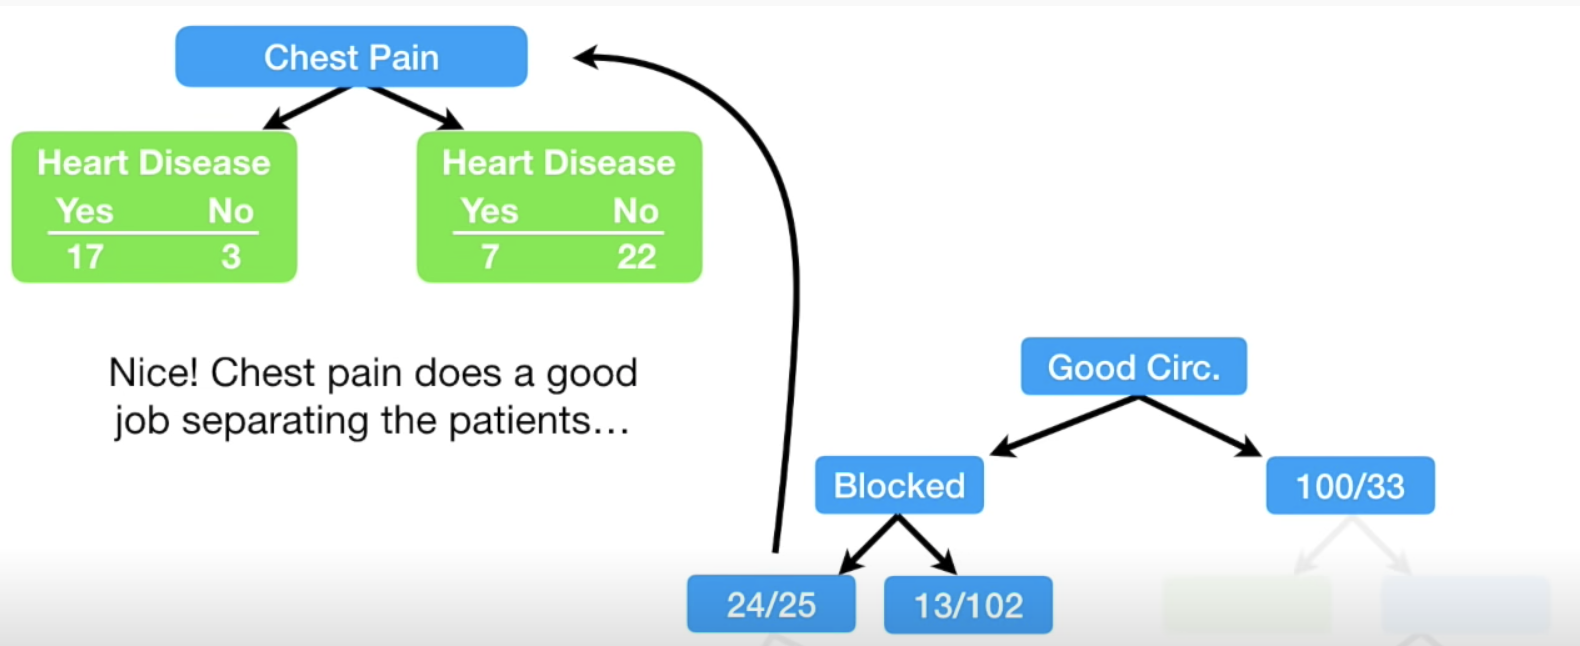 Chest Pain
Heart Disease
Yes No
17 3
Heart Disease
Yes No
7 22
Nice! Chest pain does a good
job separating the patients...
Good Circ.
Blocked
100/33
24/25
13/102